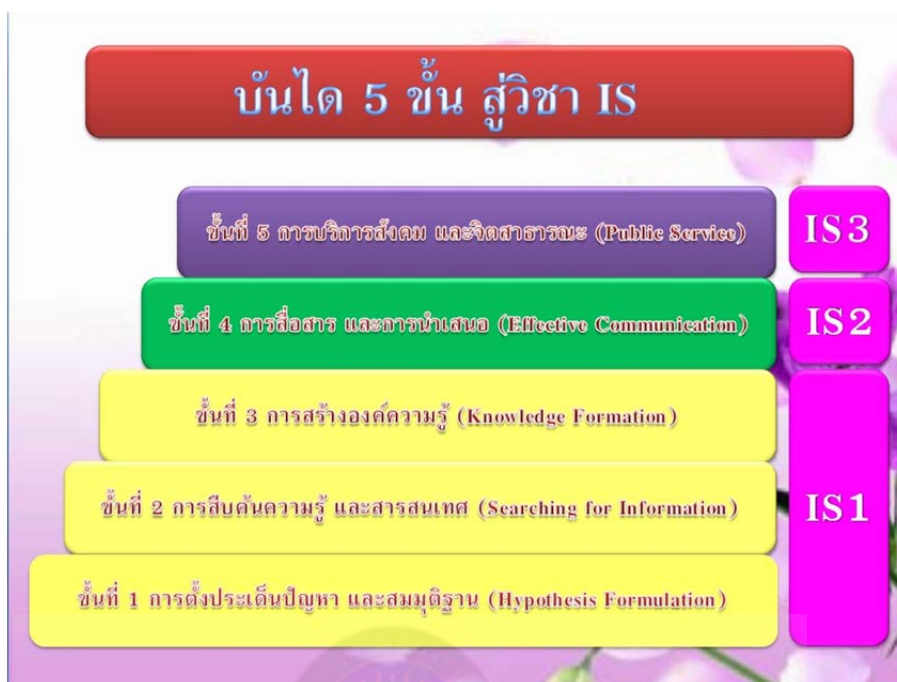 บันได 5 ขั้น สู่วิชา IS
ขั้นที่ 5 การบริการสังคม และจิตสาธารณะ (Public Service)
IS3
ขั้นที่ 4 การสื่อสาร และการนำเสนอ (Effective Communication)
IS2
ขั้นที่ 3 การสร้างองค์ความรู้ (Knowledge Formation)
ขั้นที่ 2 การสืบค้นความรู้ และสารสนเทศ (Searching for Information)
IS1
ขั้นที่ 1 การตั้งประเด็นปัญหา และสมมุติฐาน (Hypothesis Formulation)